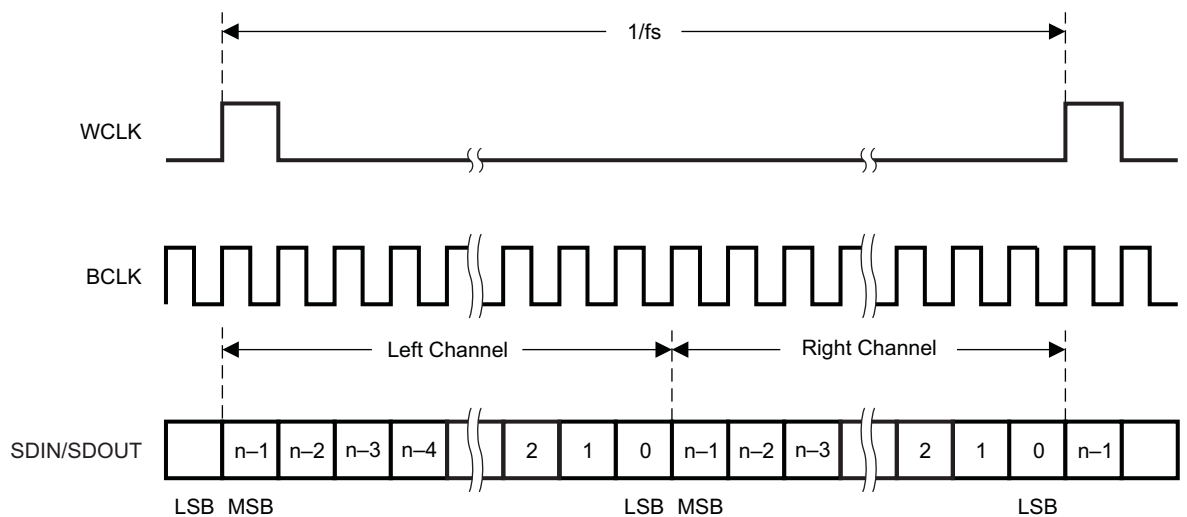 1/fs
WCLK
BCLK
Left Channel
Right Channel
SDIN/SDOUT n–1 n–2 n–3 n–4 2 1 0 n–1 n–2 n–3 2 1 0 n–1
LSB MSB LSB MSB LSB